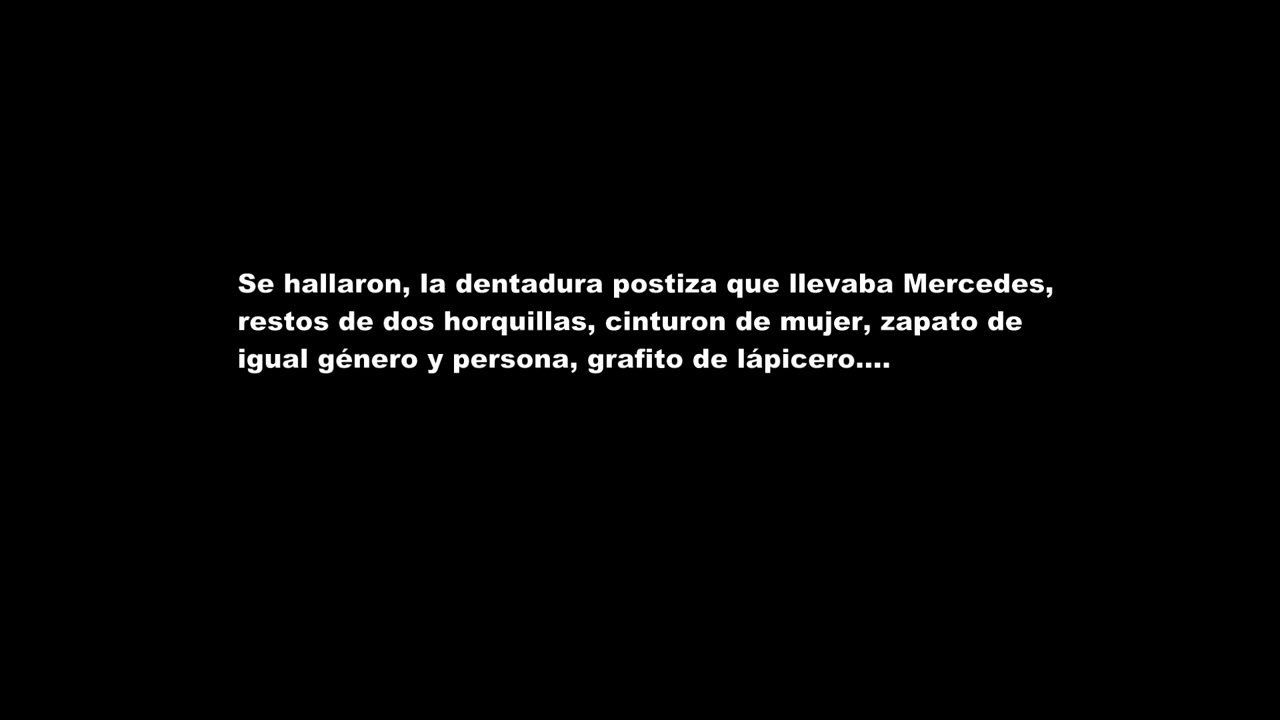 Se hallaron, la dentadura postiza que llevaba Mercedes,
restos de dos horquillas, cinturon de mujer, zapato de
igual género y persona, grafito de lápicero....